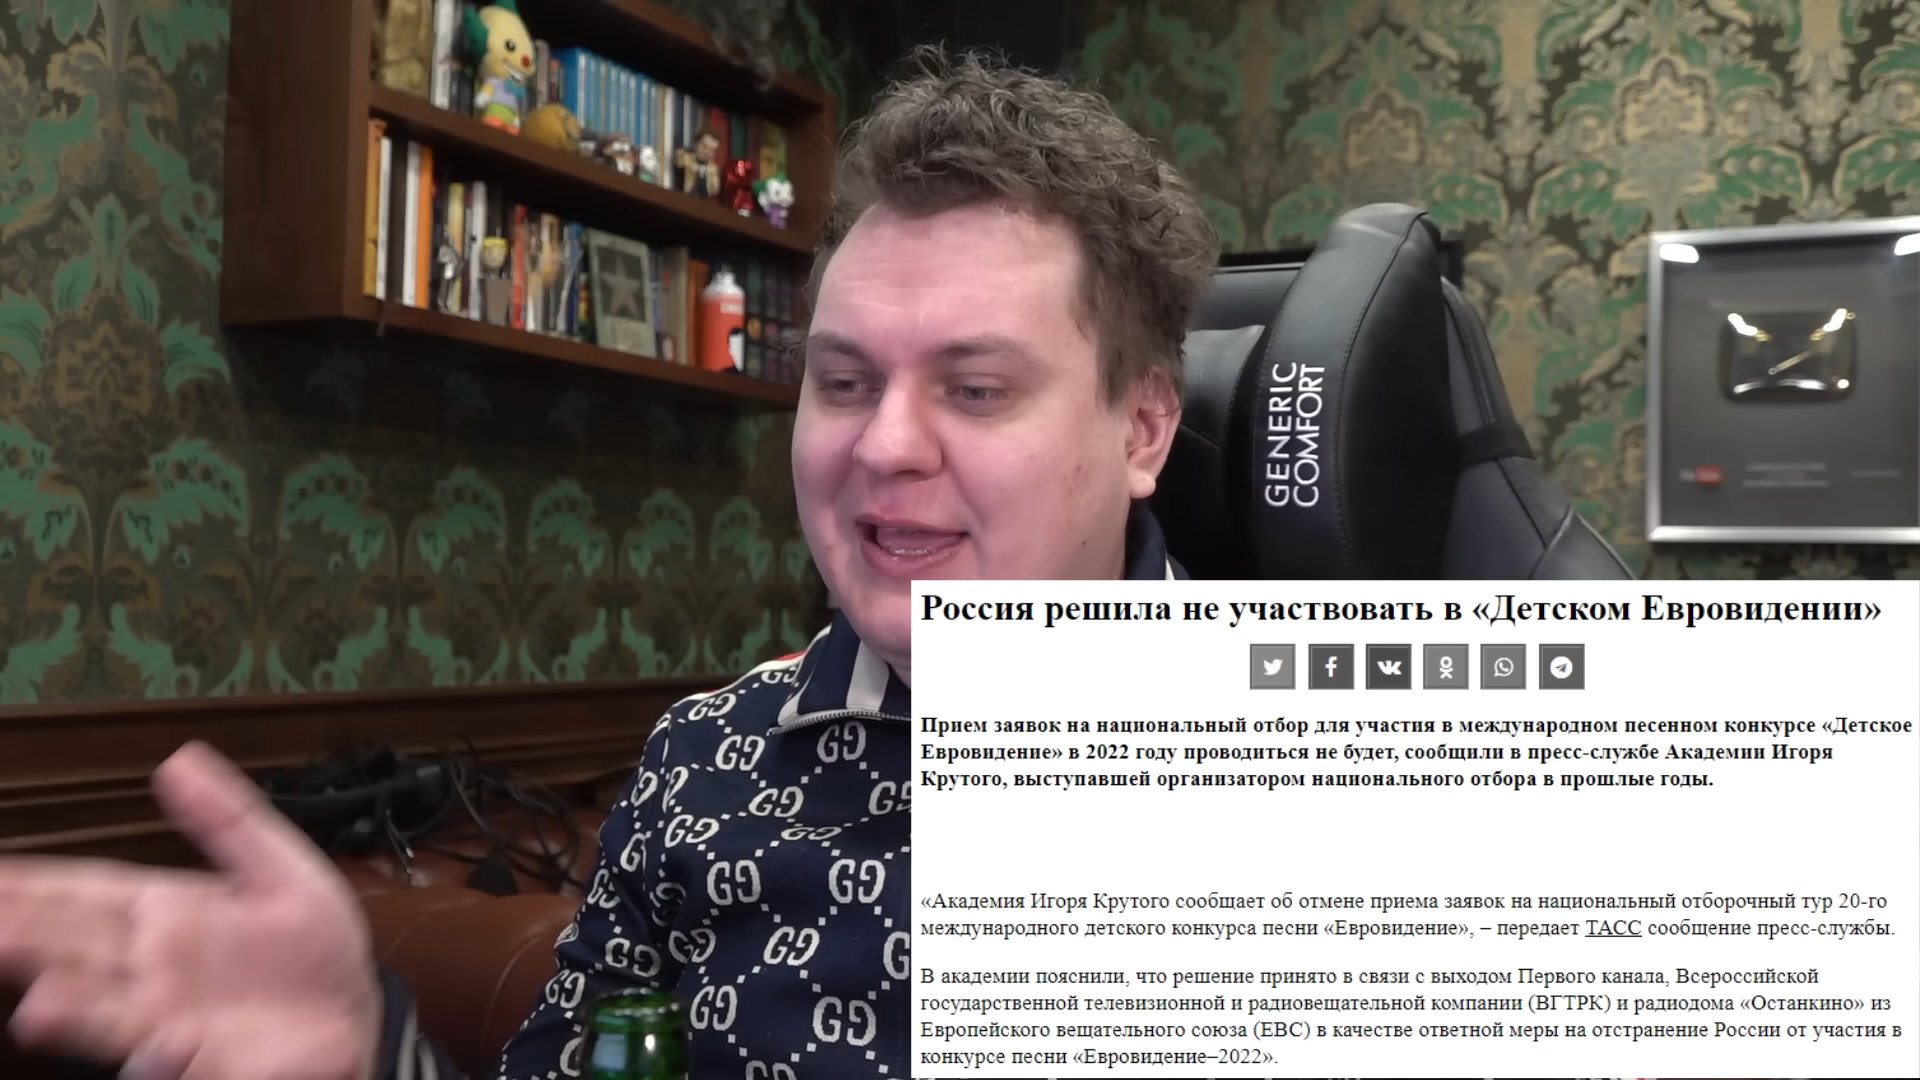 GENERIC
COMFORT
Россия решила не участвовать в «Детском Евровидении»
Прием заявок на национальный отбор для участия в международном песенном конкурсе «Детское
Евровидение» в 2022 году проводиться не будет, сообщили в пресс-службе Академии Игоря
Крутого, выступавшей организатором национального отбора в прошлые годы.
«Академия Игоря Крутого сообщает об отмене приема заявок на национальный отборочный тур 20-го
международного детского конкурса песни «Евровидение», – передает ТАСС сообщение пресс-службы.
В академии пояснили, что решение принято в связи с выходом Первого канала, Всероссийской
государственной телевизионной и радиовещательной компании (ВГТРК) и радиодома «Останкино» из
Европейского вещательного союза (ЕВС) в качестве ответной меры на отстранение России от участия в
конкурсе песни «Евровидение–2022».